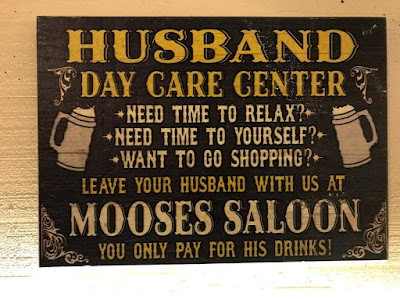 HUSBAND
DAY CARE CENTER
NEED TIME TO RELAX?
NEED TIME TO YOURSELF?
WANT TO GO SHOPPING?
LEAVE YOUR HUSBAND WITH US AT
MOOSES SALOON
YOU ONLY PAY FOR HIS DRINKS!